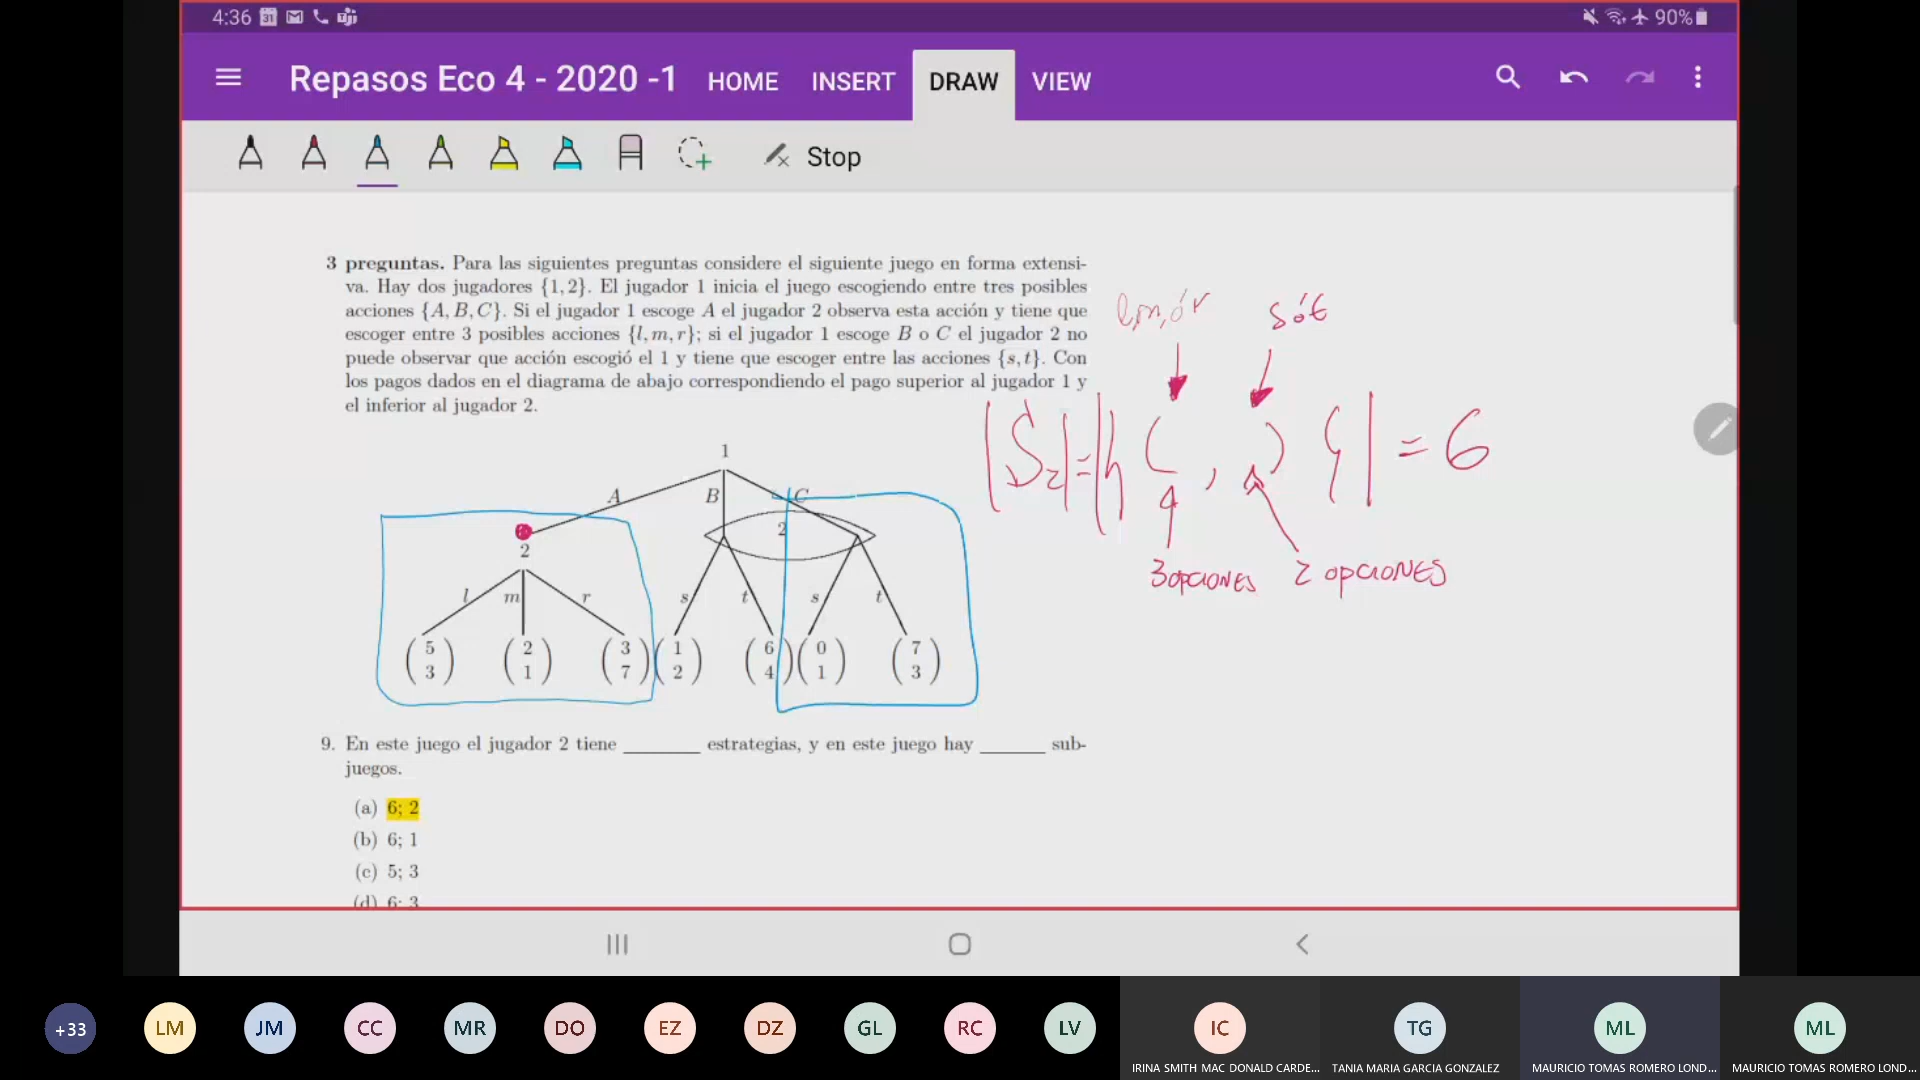 4:36 31 90%
Repasos Eco 4 - 2020 -1 HOME INSERT DRAW VIEW
Stop
3 preguntas. Para las siguientes preguntas considere el siguiente juego en forma extensi-
va. Hay dos jugadores {1, 2}. El jugador 1 inicia el juego escogiendo entre tres posibles
acciones {A, B, C}. Si el jugador 1 escoge A el jugador 2 observa esta acción y tiene que
escoger entre 3 posibles acciones {l, m, r}; si el jugador 1 escoge B o C el jugador 2 no
puede observar que acción escogió el 1 y tiene que escoger entre las acciones {s, t}. Con
los pagos dados en el diagrama de abajo correspondiendo el pago superior al jugador 1 y
el inferior al jugador 2.
l,m,ór sót
|S2|=|{( , )}| = 6
3 opciones 2 opciones
1
A B C
2 2
l m r s t s t
5 2 3 1 6 0 7
3 1 7 2 4 1 3
9. En este juego el jugador 2 tiene ________ estrategias, y en este juego hay _______ sub-
juegos.
(a) 6; 2
(b) 6; 1
(c) 5; 3
(d) 6; 3
+33 LM JM CC MR DO EZ DZ GL RC LV IC TG ML ML
IRINA SMITH MAC DONALD CARDE... TANIA MARIA GARCIA GONZALEZ MAURICIO TOMAS ROMERO LOND... MAURICIO TOMAS ROMERO LOND...